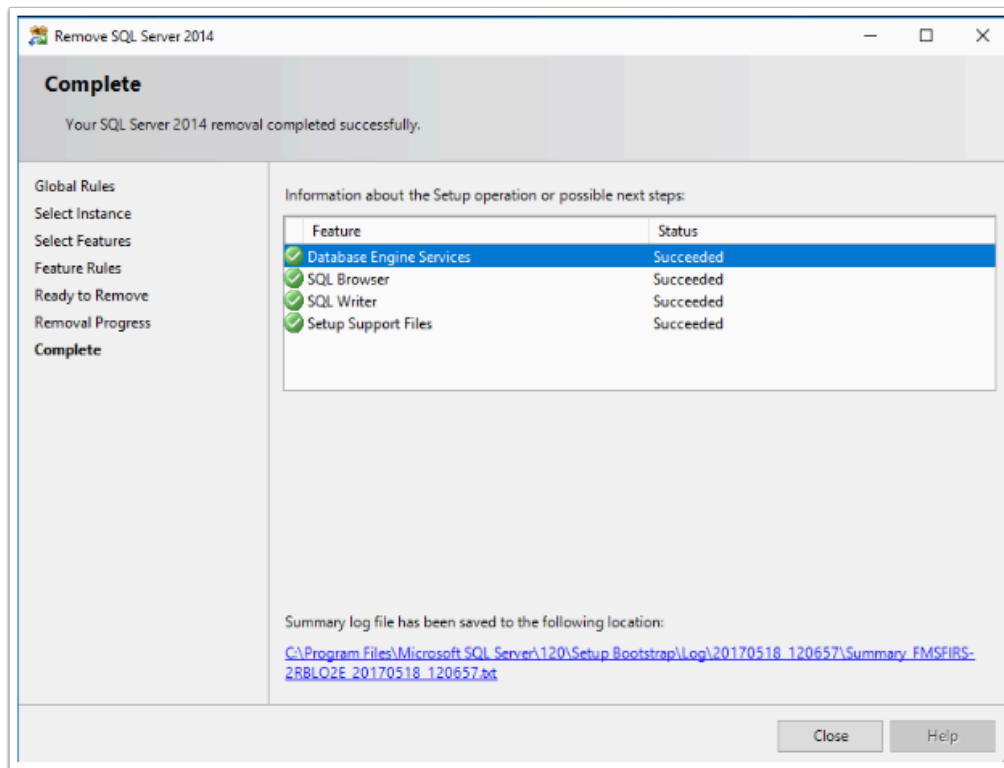 Remove SQL Server 2014
Complete
Your SQL Server 2014 removal completed successfully.
Global Rules
Select Instance
Select Features
Feature Rules
Ready to Remove
Removal Progress
Complete
Information about the Setup operation or possible next steps:
Feature Status
Database Engine Services Succeeded
SQL Browser Succeeded
SQL Writer Succeeded
Setup Support Files Succeeded
Summary log file has been saved to the following location:
C:\Program Files\Microsoft SQL Server\120\Setup Bootstrap\Log\20170518_120657\Summary_FMSFIRS-
2RBLO2E_20170518_120657.txt
Close Help